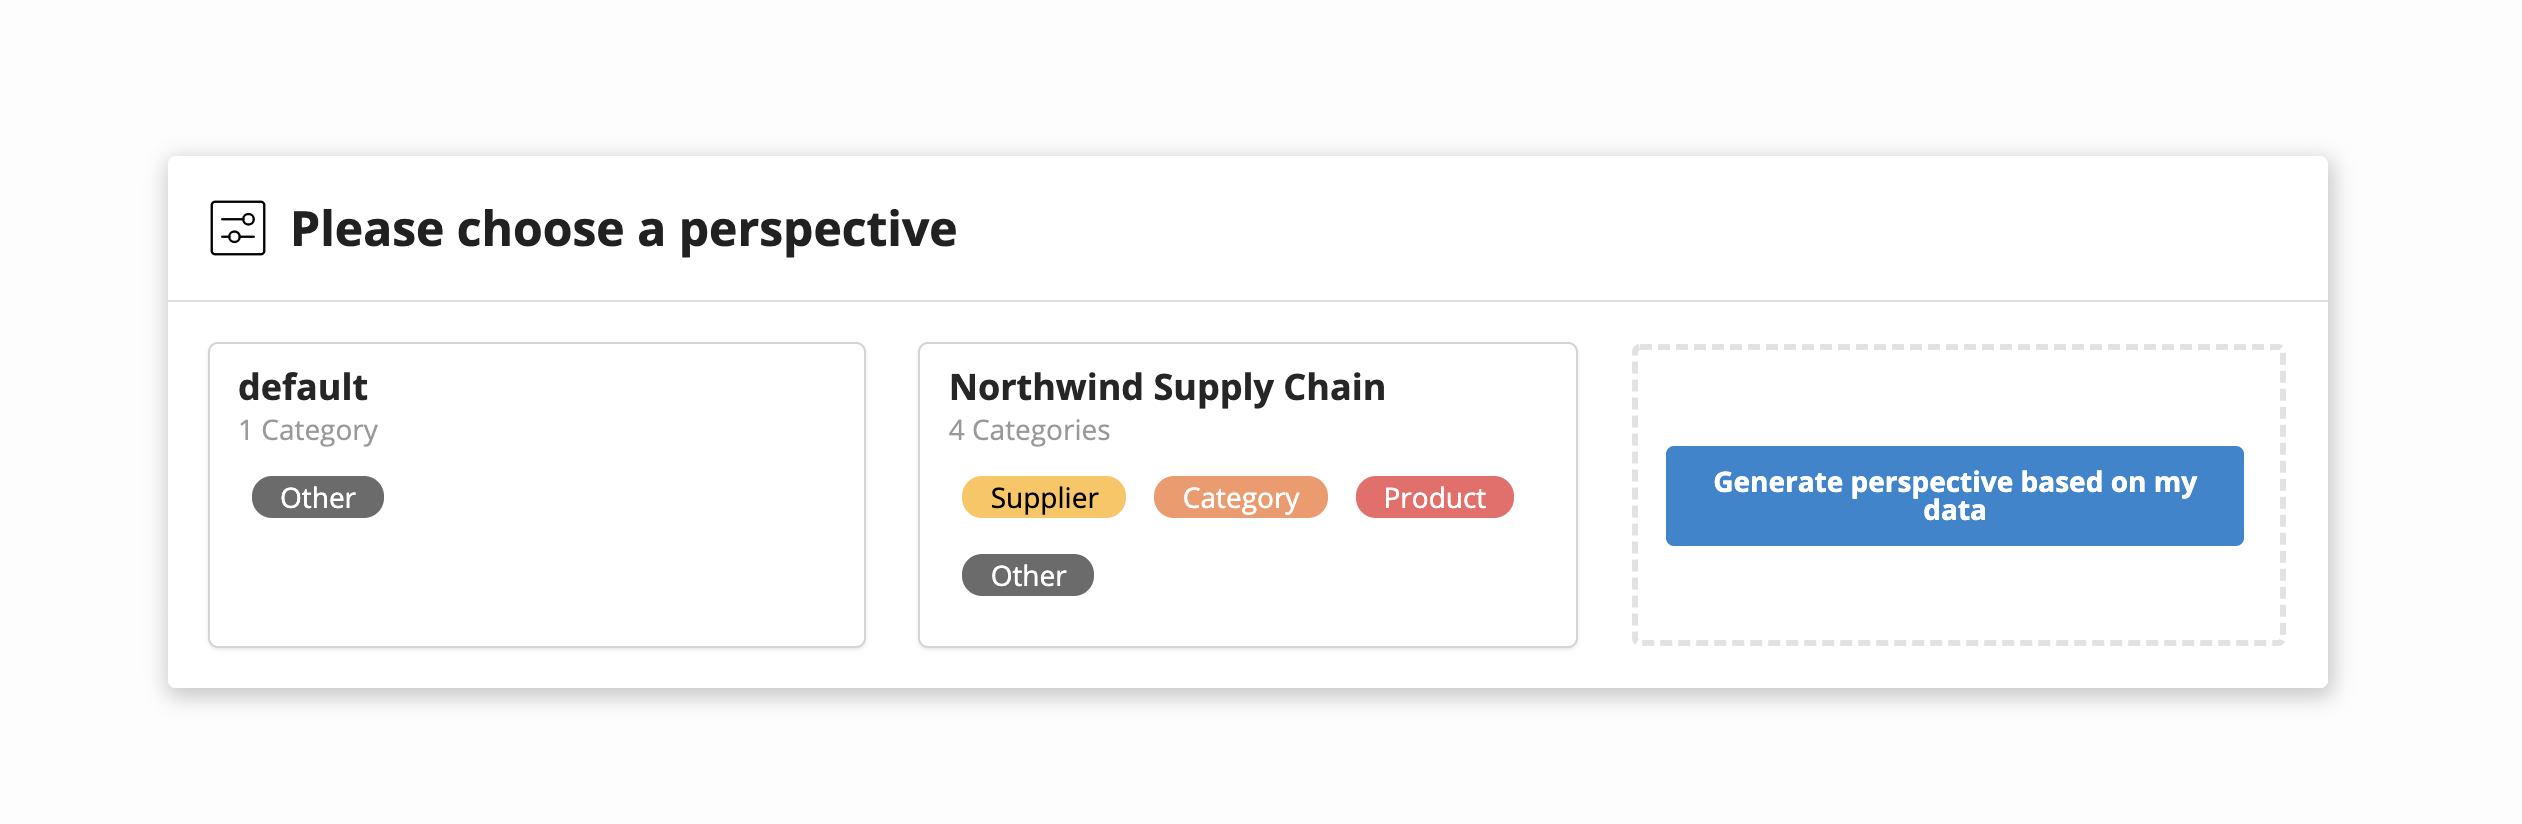 Please choose a perspective
default
1 Category
Other
Northwind Supply Chain
4 Categories
Supplier Category Product
Other
Generate perspective based on my
data